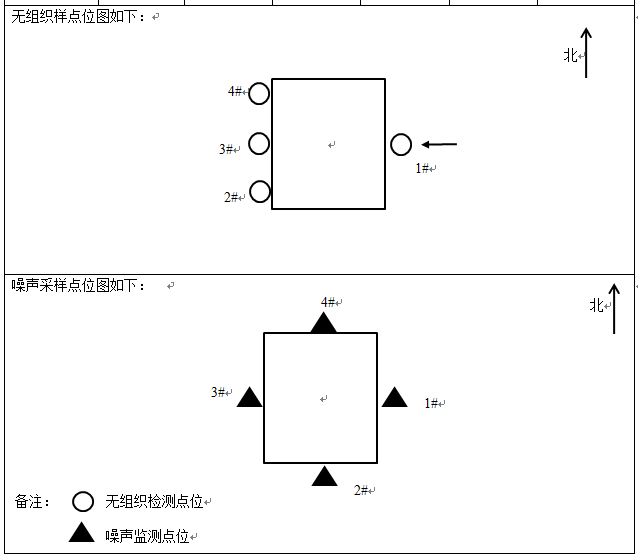 无组织样点位图如下：
北
4#
3#
1#
2#
噪声采样点位图如下：
北
4#
3#
1#
2#
备注：
无组织检测点位
噪声监测点位